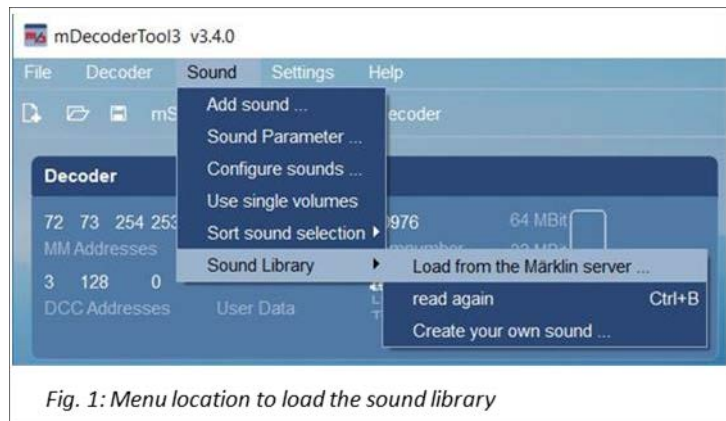 mDecoderTool3 v3.4.0
File Decoder Sound Settings Help
Add sound ...
ecoder
Sound Parameter ...
Decoder
Configure sounds ...
Use single volumes
72 73 254 253
976
64 MBit
Sort sound selection
MM Addresses
Sound Library
Load from the Märklin server ...
3 128 0
read again Ctrl+B
DCC Addresses User Data
Create your own sound ...
Fig. 1: Menu location to load the sound library